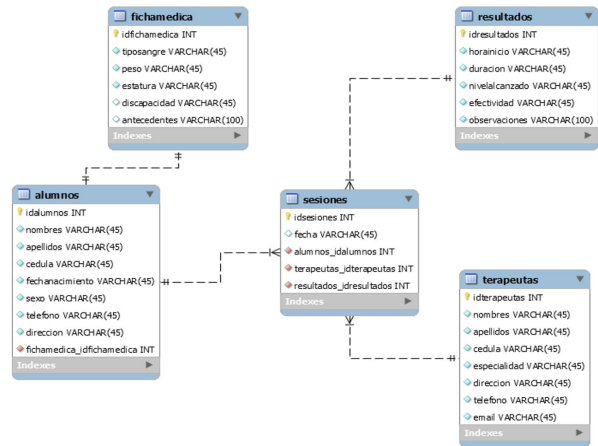 fichamedica
idfichamedica INT
tiposangre VARCHAR(45)
peso VARCHAR(45)
estatura VARCHAR(45)
discapacidad VARCHAR(45)
antecedentes VARCHAR(100)
Indexes
resultados
idresultados INT
horainicio VARCHAR(45)
duracion VARCHAR(45)
nivelalcanzado VARCHAR(45)
efectividad VARCHAR(45)
observaciones VARCHAR(100)
Indexes
alumnos
idalumnos INT
nombres VARCHAR(45)
apellidos VARCHAR(45)
cedula VARCHAR(45)
fechanacimiento VARCHAR(45)
sexo VARCHAR(45)
telefono VARCHAR(45)
direccion VARCHAR(45)
fichamedica_idfichamedica INT
Indexes
sesiones
idsesiones INT
fecha VARCHAR(45)
alumnos_idalumnos INT
terapeutas_idterapeutas INT
resultados_idresultados INT
Indexes
terapeutas
idterapeutas INT
nombres VARCHAR(45)
apellidos VARCHAR(45)
cedula VARCHAR(45)
especialidad VARCHAR(45)
direccion VARCHAR(45)
telefono VARCHAR(45)
email VARCHAR(45)
Indexes